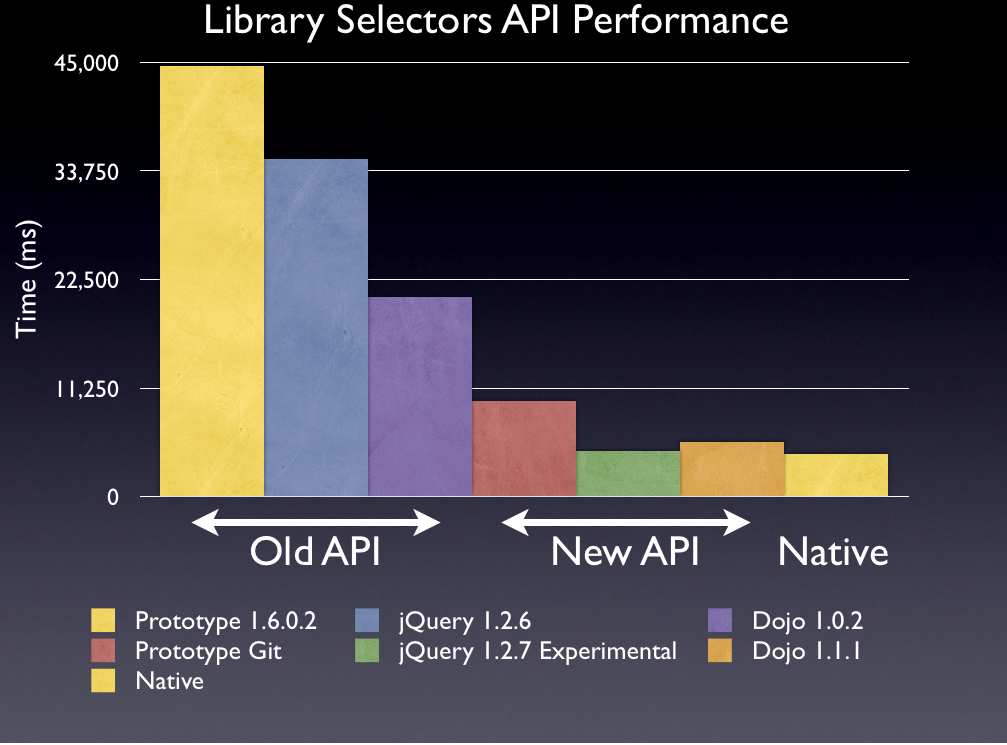 Library Selectors API Performance
45,000
33,750
22,500
11,250
0
Time (ms)
Old API
New API
Native
Prototype 1.6.0.2
jQuery 1.2.6
Dojo 1.0.2
Prototype Git
jQuery 1.2.7 Experimental
Dojo 1.1.1
Native